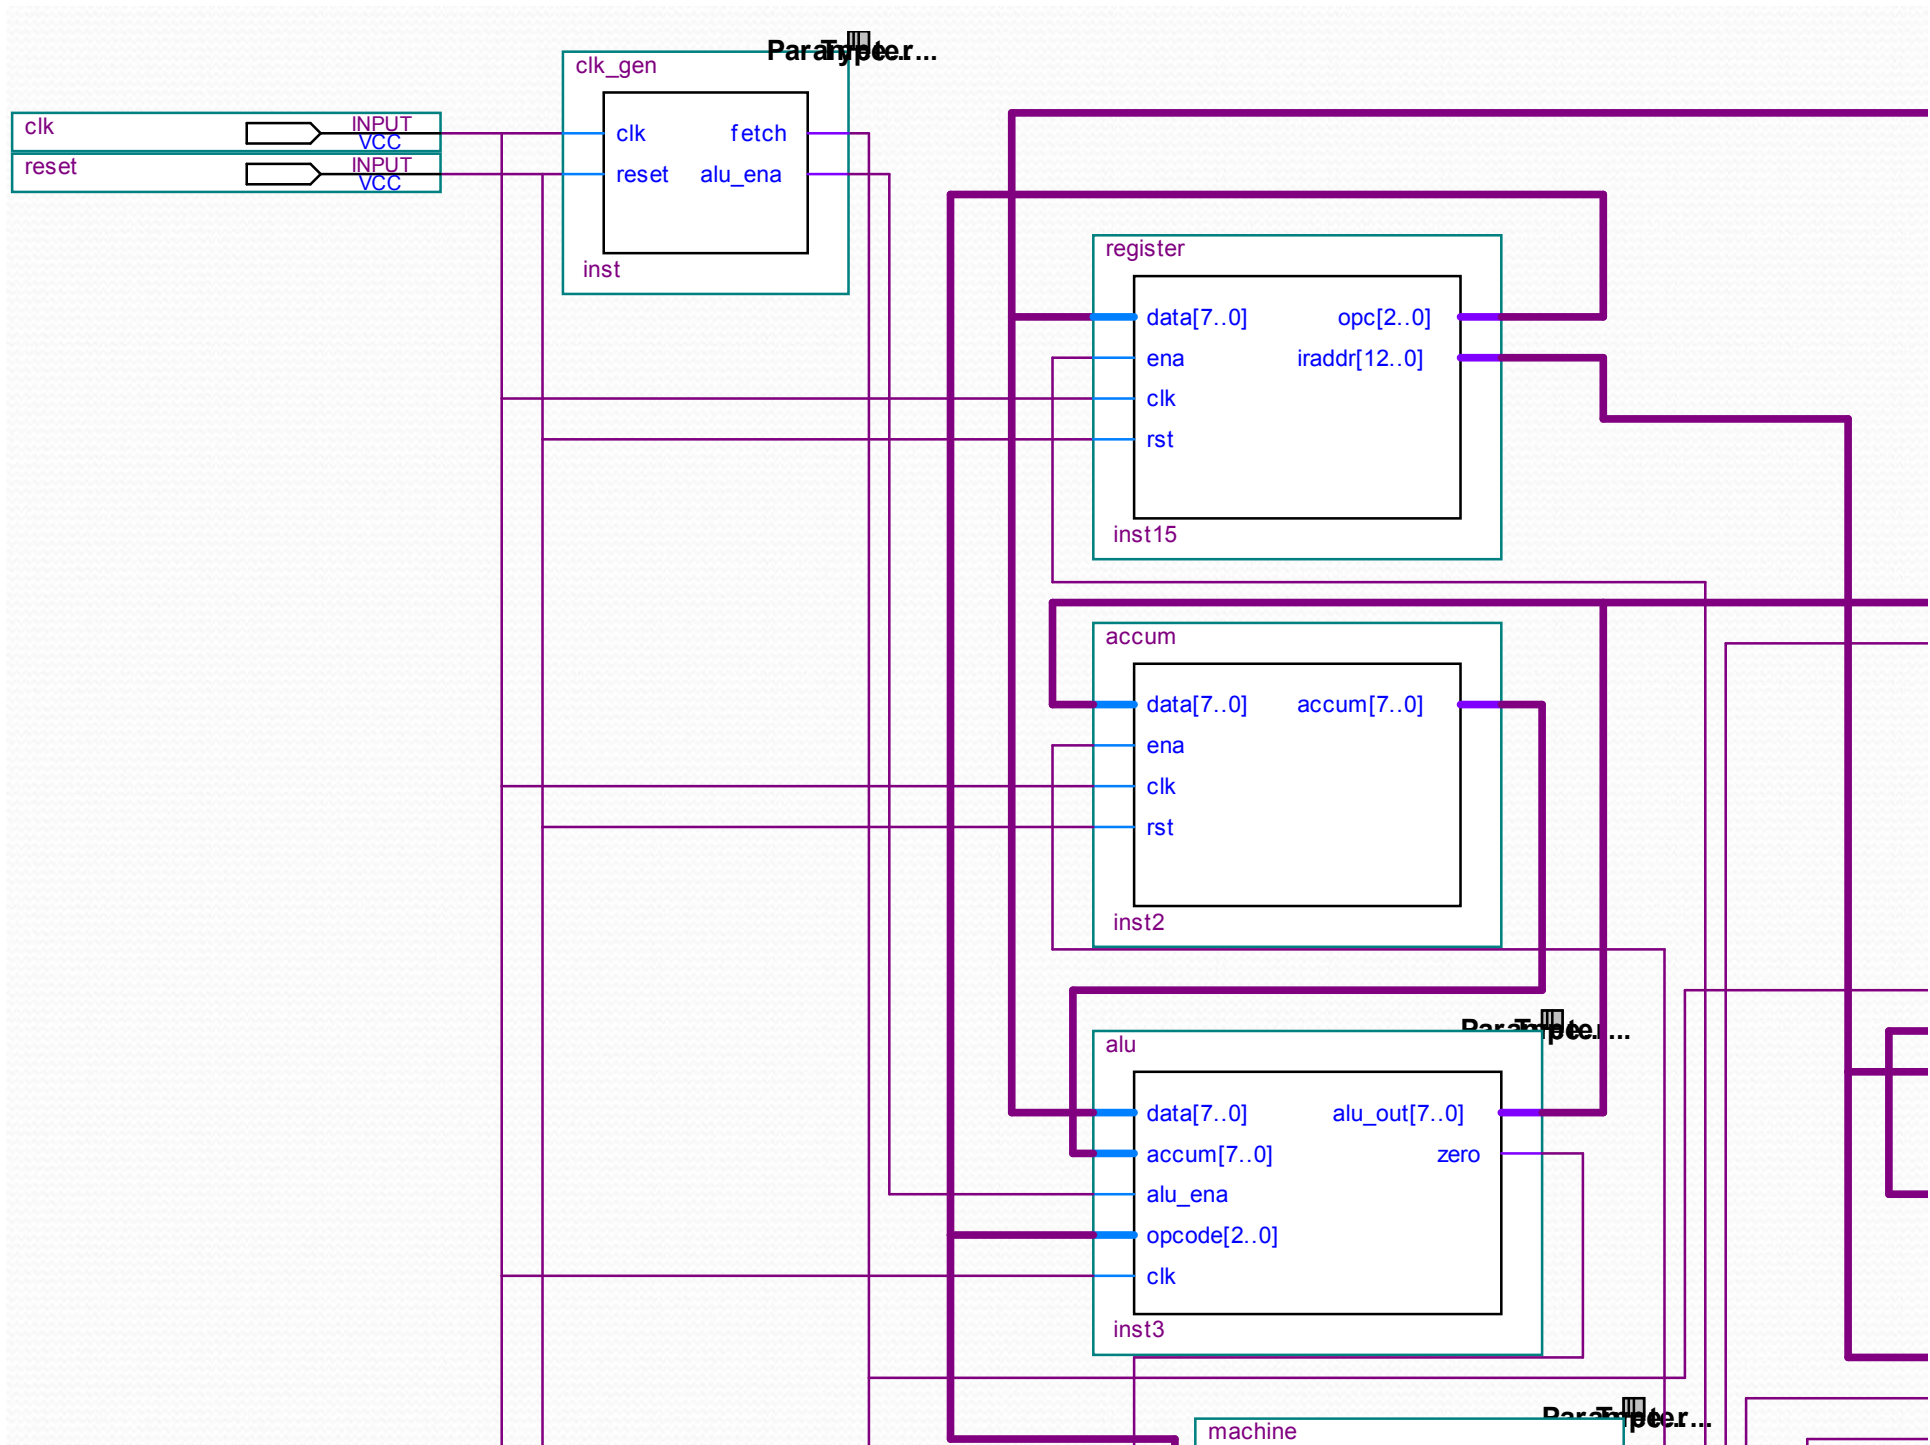 clk_gen
clk INPUT VCC
reset INPUT VCC
clk fetch
reset alu_ena
inst
register
data[7..0] opc[2..0]
ena iraddr[12..0]
clk
rst
inst15
accum
data[7..0] accum[7..0]
ena
clk
rst
inst2
alu
data[7..0] alu_out[7..0]
accum[7..0] zero
alu_ena
opcode[2..0]
clk
inst3
machine